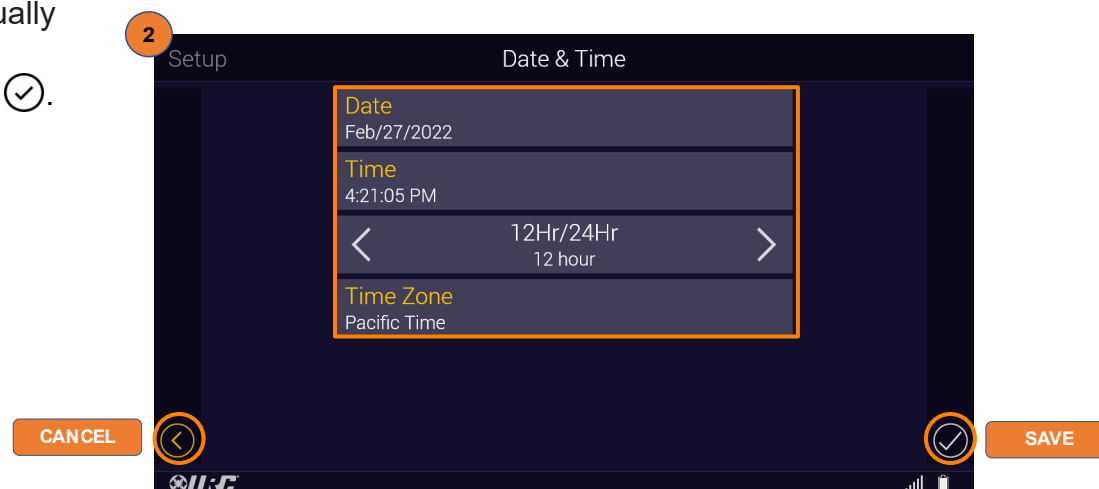 ually
2
Setup
Date & Time
.
Date
Feb/27/2022
Time
4:21:05 PM
12Hr/24Hr
12 hour
Time Zone
Pacific Time
CANCEL
SAVE
URC